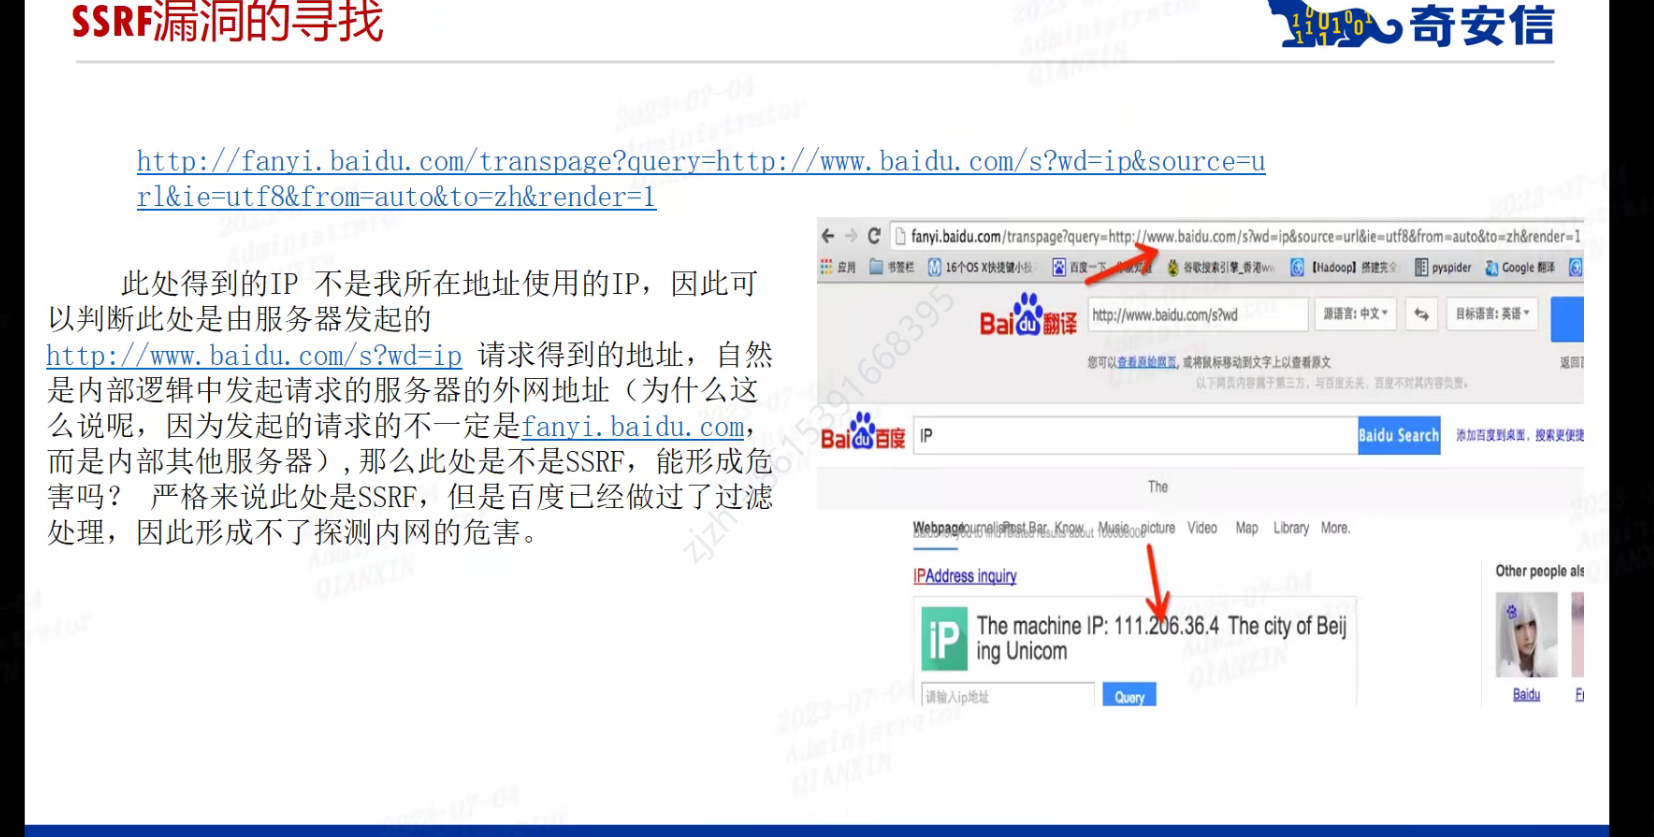 SSRF漏洞的寻找
奇安信
http://fanyi.baidu.com/transpage?query=http://www.baidu.com/s?wd=ip&source=u
rl&ie=utf8&from=auto&to=zh&render=1
此处得到的IP 不是我所在地址使用的IP，因此可
以判断此处是由服务器发起的
http://www.baidu.com/s?wd=ip 请求得到的地址，自然
是内部逻辑中发起请求的服务器的外网地址（为什么这
么说呢，因为发起的请求的不一定是fanyi.baidu.com，
而是内部其他服务器）,那么此处是不是SSRF，能形成危
害吗？ 严格来说此处是SSRF，但是百度已经做过了过滤
处理，因此形成不了探测内网的危害。
fanyi.baidu.com/transpage?query=http://www.baidu.com/s?wd=ip&source=url&ie=utf8&from=auto&to=zh&render=1
应用 书签栏 16个OS X快捷键小技 百度一下 谷歌搜索引擎_香港ww 【Hadoop】搭建完全 pyspider Google 翻译
Baidu翻译 http://www.baidu.com/s?wd 源语言: 中文 目标语言: 英语
您可以查看原始网页, 或将鼠标移动到文字上以查看原文 返回
以下网页内容属于第三方，与百度无关，百度不对其内容负责。
Baidu百度 IP Baidu Search 添加百度到桌面，搜索更便捷
The
Webpage Post Bar Know Music picture Video Map Library More.
IPAddress inquiry
Other people als
iP The machine IP: 111.206.36.4 The city of Beij
ing Unicom
请输入ip地址 Query
Baidu
zjzh +8615391668395
2023-07-04
Administrator
QIANXIN